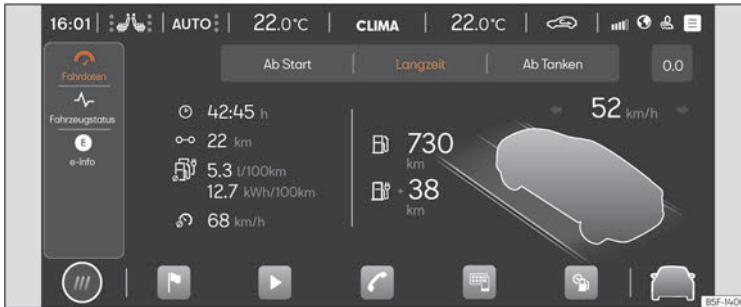 16:01 AUTO 22.0°C CLIMA 22.0°C
Ab Start Langzeit Ab Tanken 0.0
Fahrdaten
Fahrzeugstatus
E
e-Info
42:45 h
22 km
5.3 l/100km
12.7 kWh/100km
68 km/h
730
km
+ 38
km
52 km/h
B5F-1406